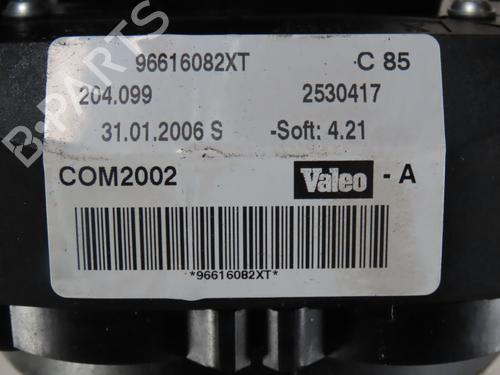 96616082XT C 85
204.099 2530417
31.01.2006 S -Soft: 4.21
COM2002 Valeo - A
*96616082XT*
B-PARTS